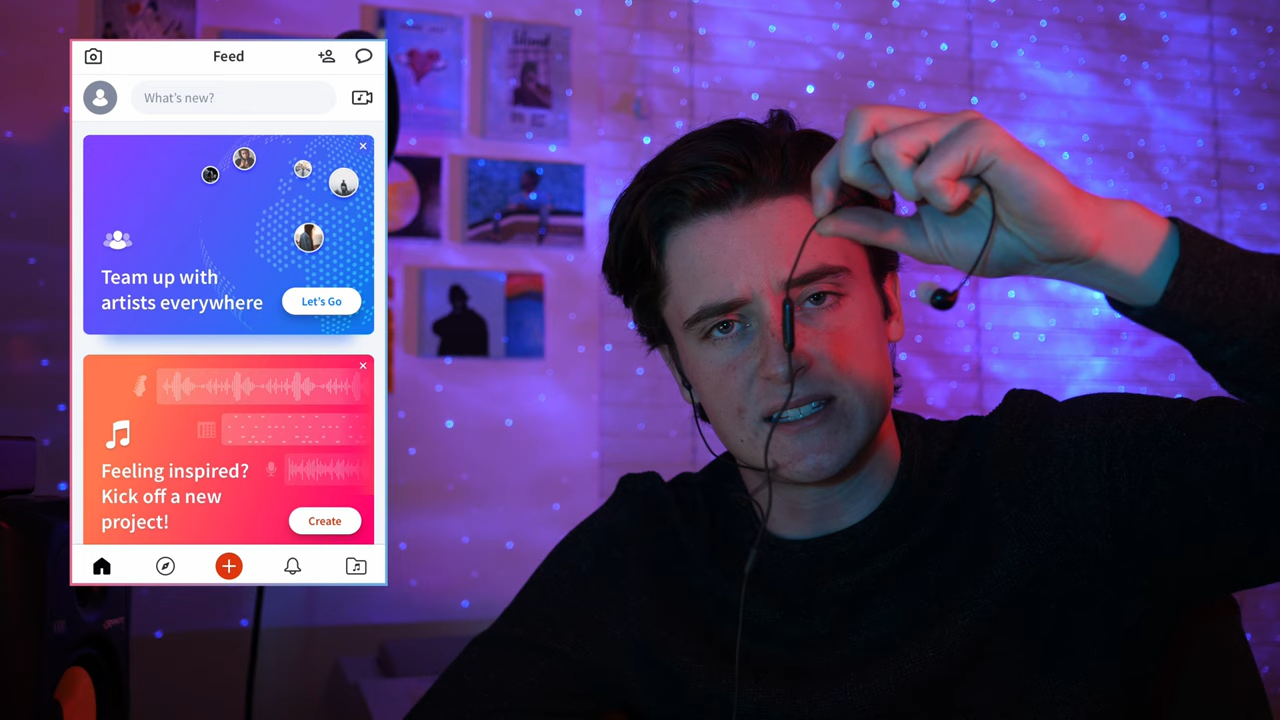 Feed
What's new?
Team up with
artists everywhere
Let's Go
Feeling inspired?
Kick off a new
project!
Create